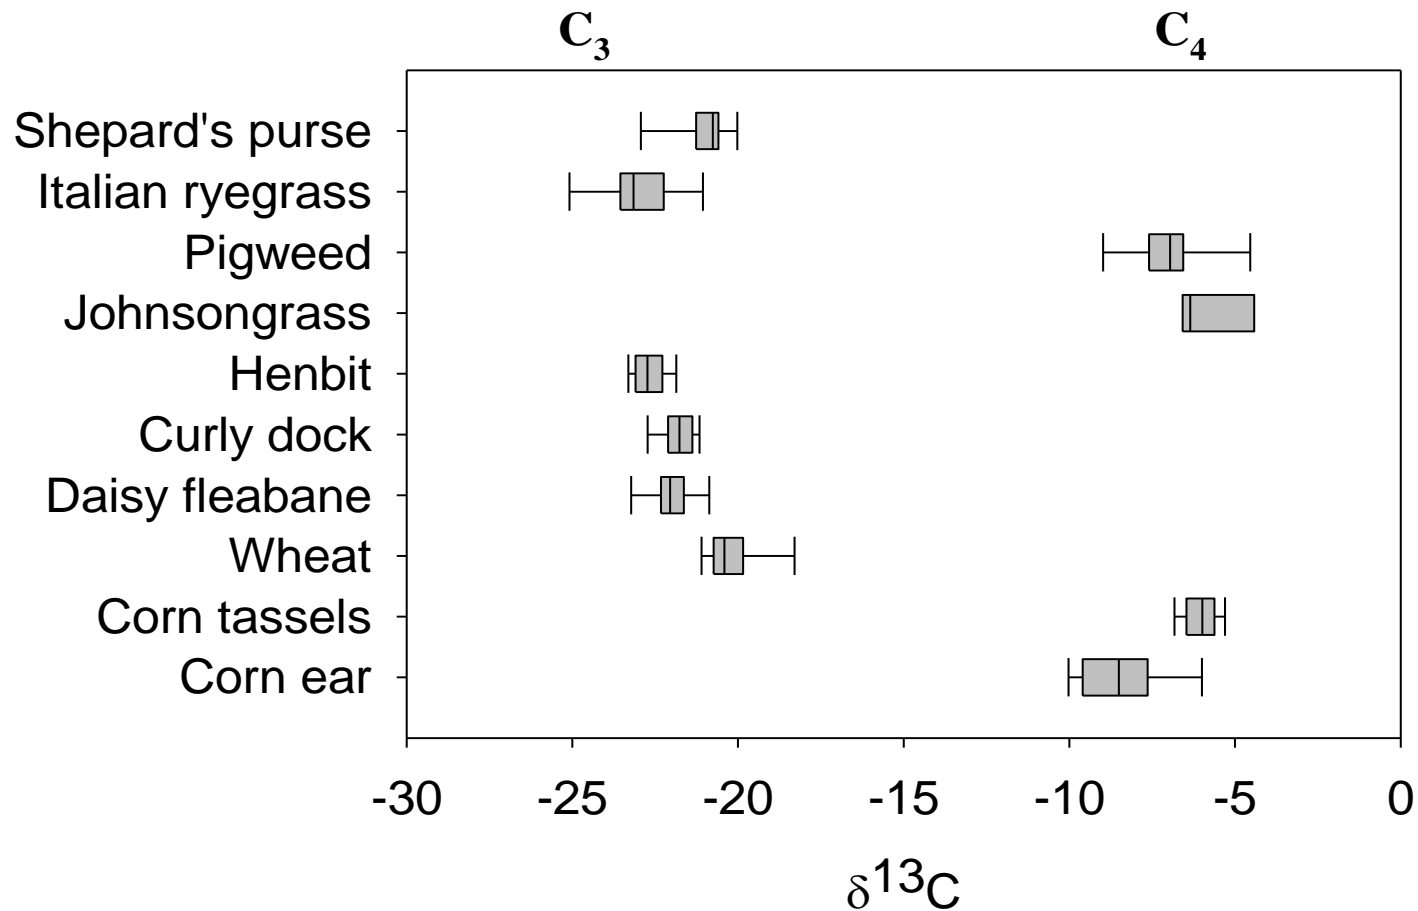 C₃ C₄
Shepard's purse
Italian ryegrass
Pigweed
Johnsongrass
Henbit
Curly dock
Daisy fleabane
Wheat
Corn tassels
Corn ear
-30 -25 -20 -15 -10 -5 0
δ¹³C